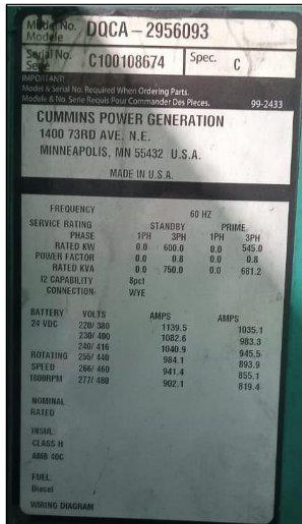 Model No. DQCA - 2956093
Modele
Serial No. C100108674 Spec. C
Serie
IMPORTANT!
Model & Serial No. Required When Ordering Parts.
Modele & No. Serie Requis Pour Commander Des Pieces. 99-2433
CUMMINS POWER GENERATION
1400 73RD AVE. N.E.
MINNEAPOLIS, MN 55432 U.S.A.
MADE IN U.S.A.
FREQUENCY 60 HZ
SERVICE RATING STANDBY PRIME
PHASE 1PH 3PH 1PH 3PH
RATED KW 0.0 600.0 0.0 545.0
POWER FACTOR 0.0 0.8 0.0 0.8
RATED KVA 0.0 750.0 0.0 681.2
I2 CAPABILITY 8pct
CONNECTION- WYE
BATTERY VOLTS AMPS AMPS
24 VDC 220/ 380 1139.5 1035.1
230/ 400 1082.6 983.3
240/ 416 1040.9 945.5
ROTATING 255/ 440 984.1 893.9
SPEED 266/ 460 941.4 855.1
1800RPM 277/ 480 902.1 819.4
NOMINAL
RATED
INSUL:
CLASS H
AMB 40C
FUEL
Diesel
WIRING DIAGRAM